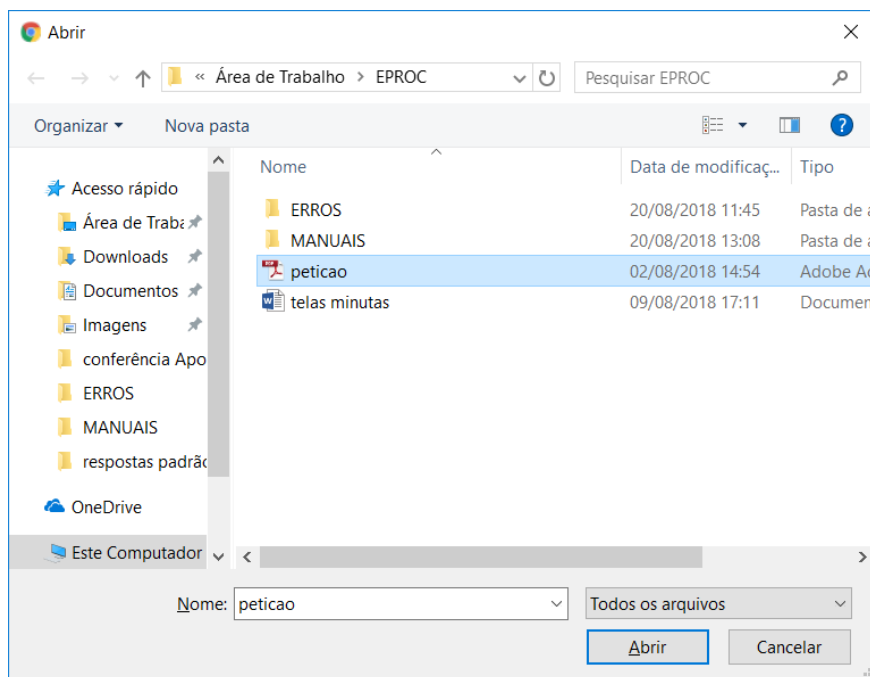 Abrir
« Área de Trabalho > EPROC
Pesquisar EPROC
Organizar
Nova pasta
?
Nome
Data de modificaç...
Tipo
Acesso rápido
Área de Traba
Downloads
Documentos
Imagens
conferência Apo
ERROS
MANUAIS
respostas padrão
OneDrive
Este Computador
ERROS 20/08/2018 11:45 Pasta de a
MANUAIS 20/08/2018 13:08 Pasta de a
peticao 02/08/2018 14:54 Adobe Ac
telas minutas 09/08/2018 17:11 Documen
Nome: peticao
Todos os arquivos
Abrir
Cancelar